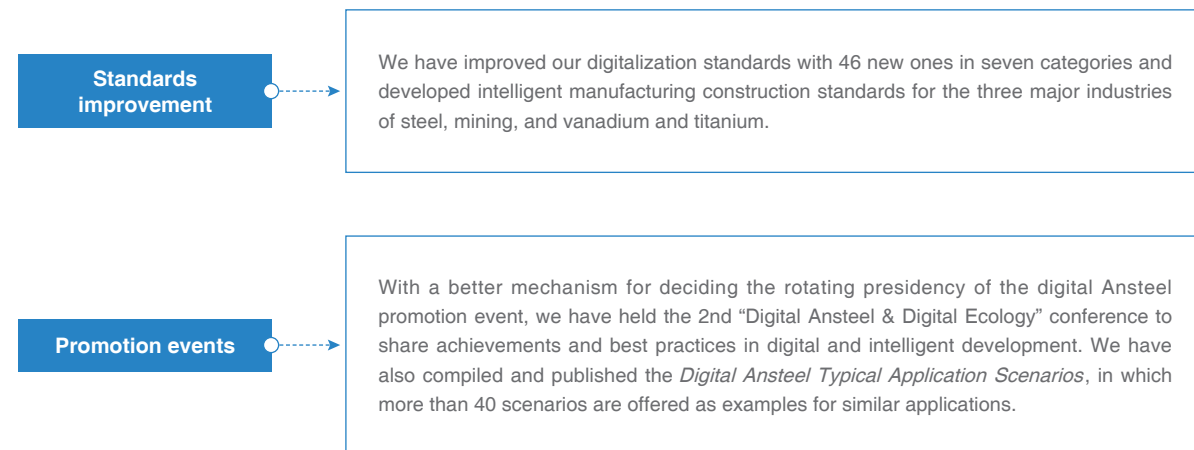 Standards
improvement
We have improved our digitalization standards with 46 new ones in seven categories and
developed intelligent manufacturing construction standards for the three major industries
of steel, mining, and vanadium and titanium.
Promotion events
With a better mechanism for deciding the rotating presidency of the digital Ansteel
promotion event, we have held the 2nd “Digital Ansteel & Digital Ecology” conference to
share achievements and best practices in digital and intelligent development. We have
also compiled and published the Digital Ansteel Typical Application Scenarios, in which
more than 40 scenarios are offered as examples for similar applications.